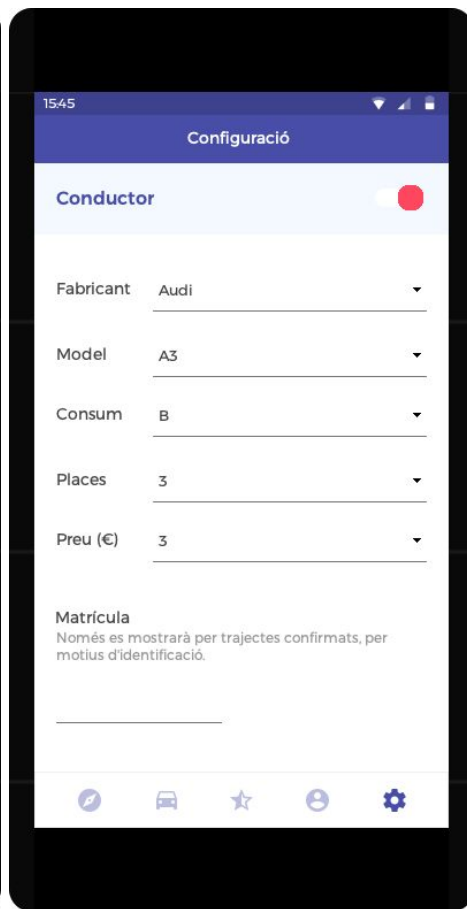 15:45
Configuració
Conductor
Fabricant Audi
Model A3
Consum B
Places 3
Preu (€) 3
Matrícula
Només es mostrarà per trajectes confirmats, per
motius d'identificació.